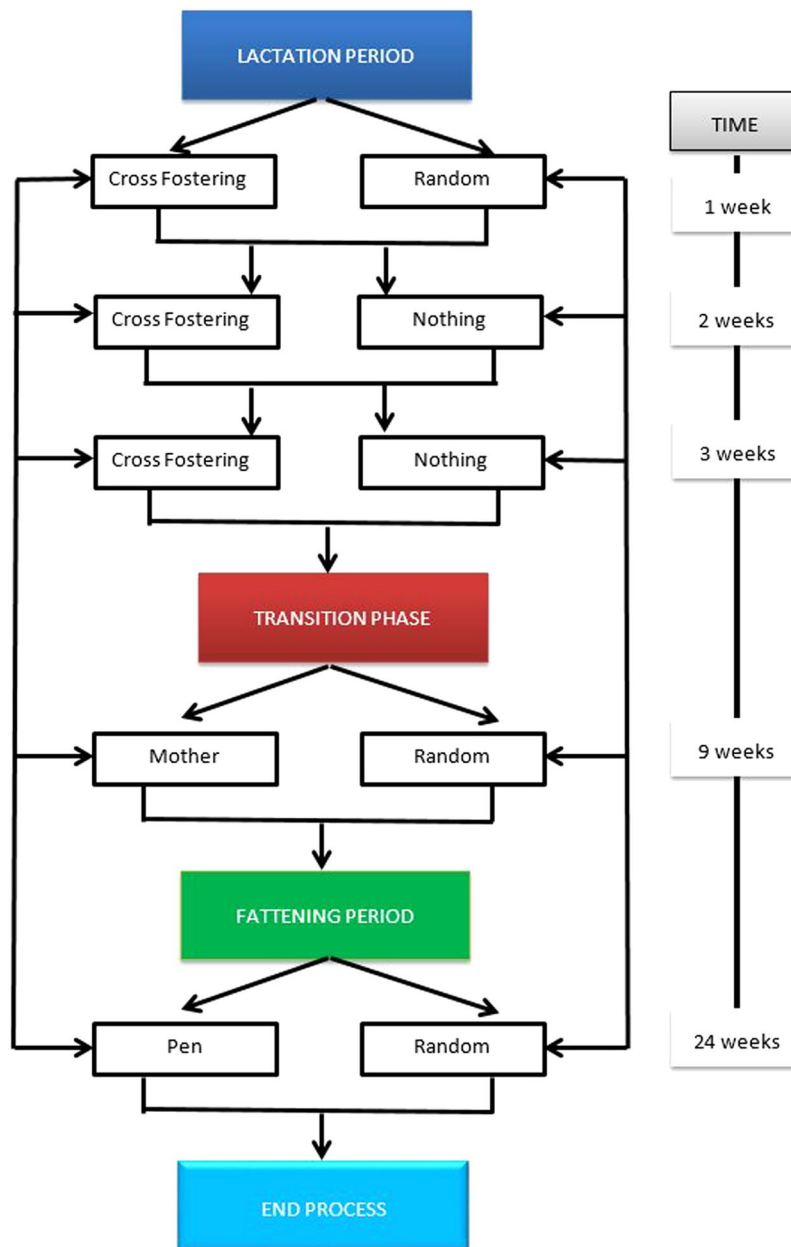 LACTATION PERIOD
TIME
Cross Fostering
Random
1 week
Cross Fostering
Nothing
2 weeks
Cross Fostering
Nothing
3 weeks
TRANSITION PHASE
Mother
Random
9 weeks
FATTENING PERIOD
Pen
Random
24 weeks
END PROCESS